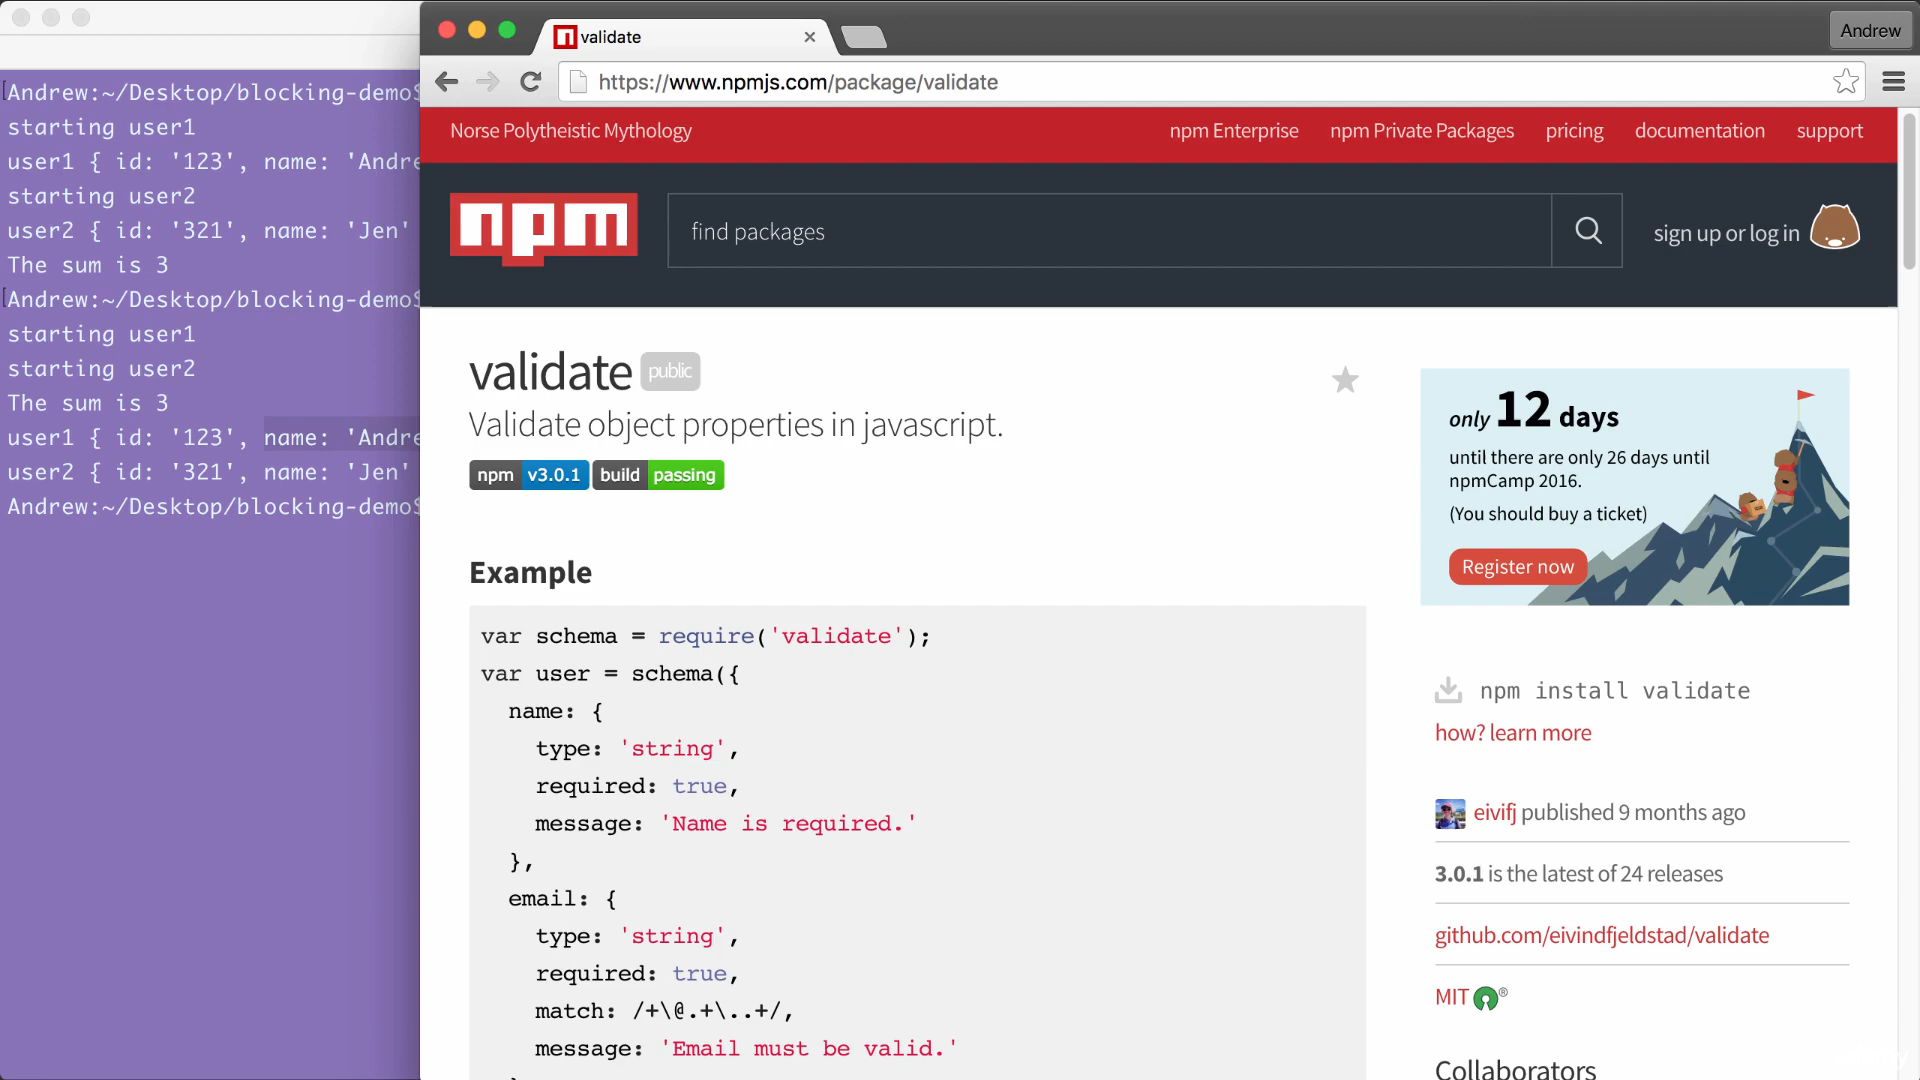 Andrew:~/Desktop/blocking-demo$
starting user1
user1 { id: '123', name: 'Andre
starting user2
user2 { id: '321', name: 'Jen'
The sum is 3
Andrew:~/Desktop/blocking-demo$
starting user1
starting user2
The sum is 3
user1 { id: '123', name: 'Andre
user2 { id: '321', name: 'Jen'
Andrew:~/Desktop/blocking-demo$
validate
Andrew
https://www.npmjs.com/package/validate
Norse Polytheistic Mythology
npm Enterprise npm Private Packages pricing documentation support
npm
find packages
sign up or log in
validate public
Validate object properties in javascript.
npm v3.0.1 build passing
Example
var schema = require('validate');
var user = schema({
name: {
type: 'string',
required: true,
message: 'Name is required.'
},
email: {
type: 'string',
required: true,
match: /+\@.+\..+/,
message: 'Email must be valid.'
only 12 days
until there are only 26 days until
npmCamp 2016.
(You should buy a ticket)
Register now
npm install validate
how? learn more
eivifj published 9 months ago
3.0.1 is the latest of 24 releases
github.com/eivindfjeldstad/validate
MIT ®
Collaborators